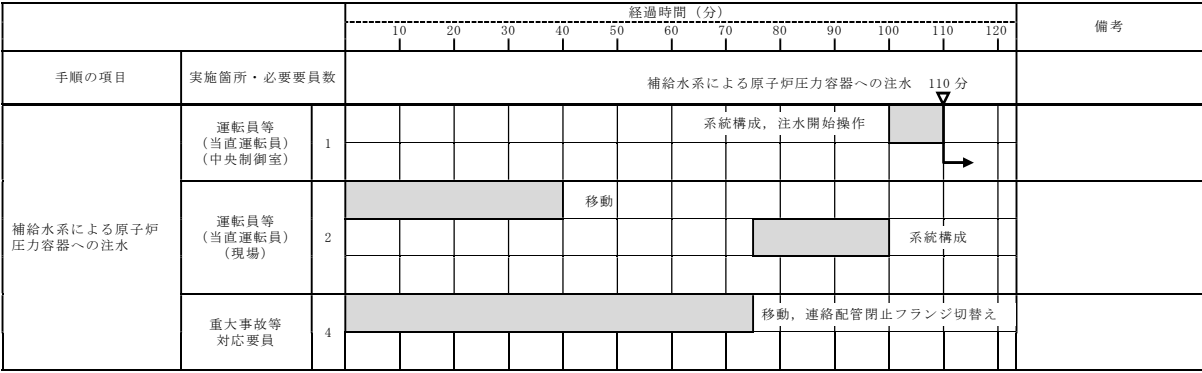 経過時間（分）
備考
10 20 30 40 50 60 70 80 90 100 110 120
手順の項目
実施箇所・必要要員数
補給水系による原子炉圧力容器への注水 110 分
補給水系による原子炉
圧力容器への注水
運転員等
（当直運転員）
（中央制御室）
1
系統構成，注水開始操作
運転員等
（当直運転員）
（現場）
2
移動
系統構成
重大事故等
対応要員
4
移動，連絡配管閉止フランジ切替え